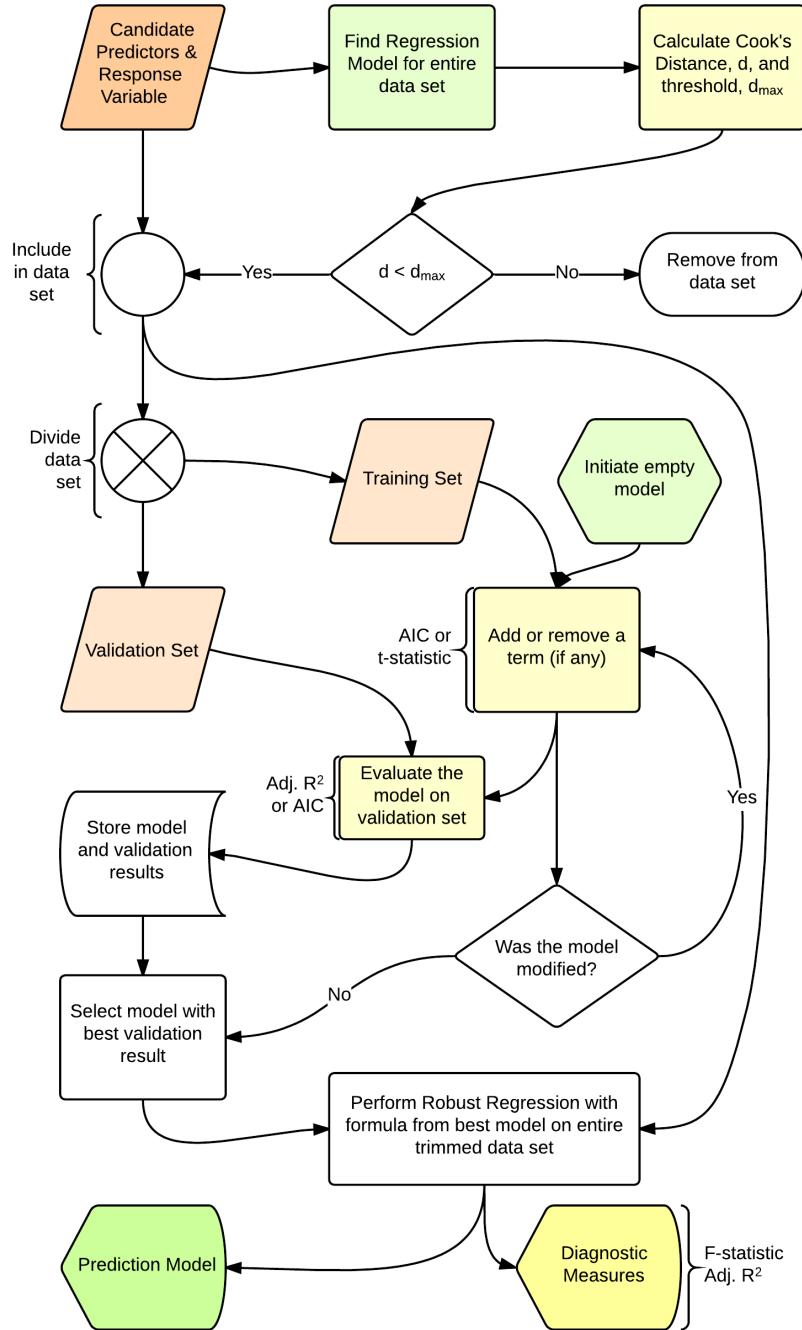 Candidate
Predictors &
Response
Variable
Find Regression
Model for entire
data set
Calculate Cook's
Distance, d, and
threshold, dmax
Include
in data
set
Yes
d < dmax
No
Remove from
data set
Divide
data
set
Training Set
Initiate empty
model
Validation Set
AIC or
t-statistic
Add or remove a
term (if any)
Adj. R²
or AIC
Evaluate the
model on
validation set
Yes
Store model
and validation
results
Was the model
modified?
No
Select model with
best validation
result
Perform Robust Regression with
formula from best model on entire
trimmed data set
Prediction Model
Diagnostic
Measures
F-statistic
Adj. R²